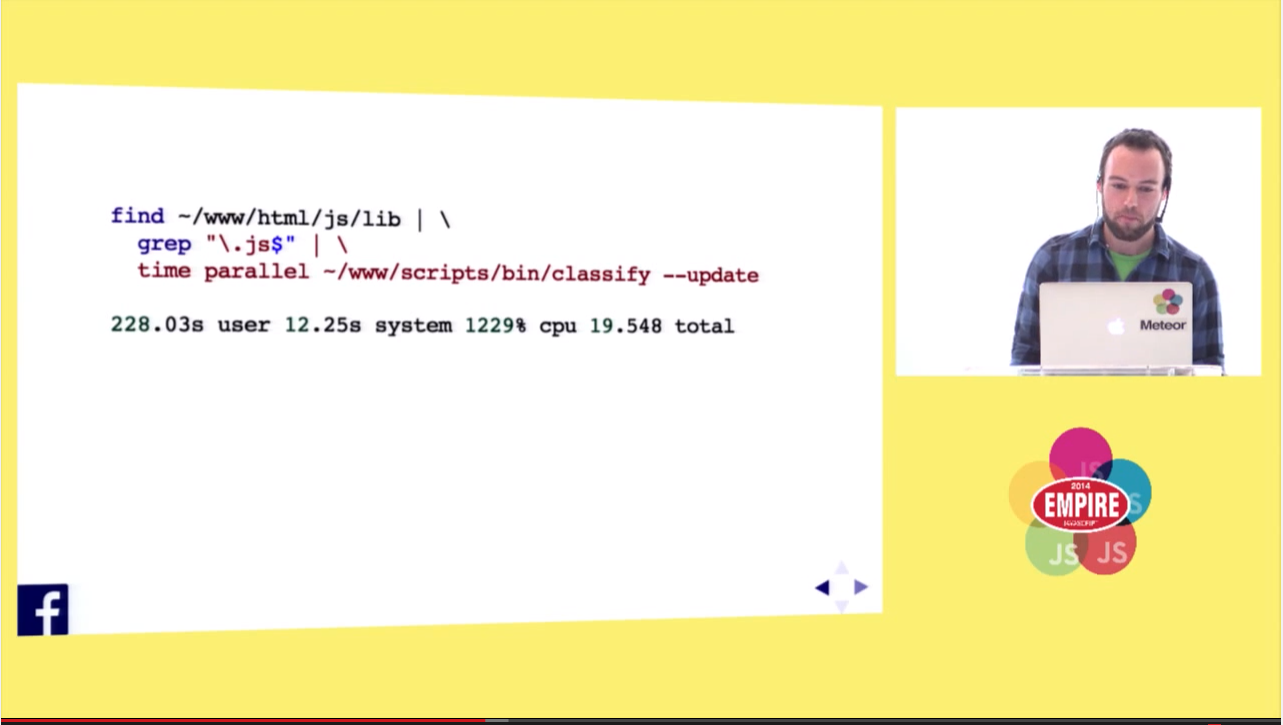 find ~/www/html/js/lib | \
grep "\.js$" | \
time parallel ~/www/scripts/bin/classify --update
228.03s user 12.25s system 1229% cpu 19.548 total
f
Meteor
JS
2014
EMPIRE
JAVASCRIPT
S
JS
JS